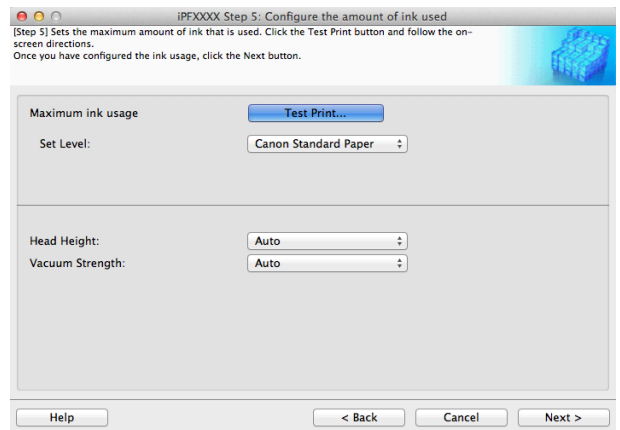 iPFXXXX Step 5: Configure the amount of ink used
[Step 5] Sets the maximum amount of ink that is used. Click the Test Print button and follow the on-
screen directions.
Once you have configured the ink usage, click the Next button.
Maximum ink usage Test Print...
Set Level: Canon Standard Paper
Head Height: Auto
Vacuum Strength: Auto
Help < Back Cancel Next >